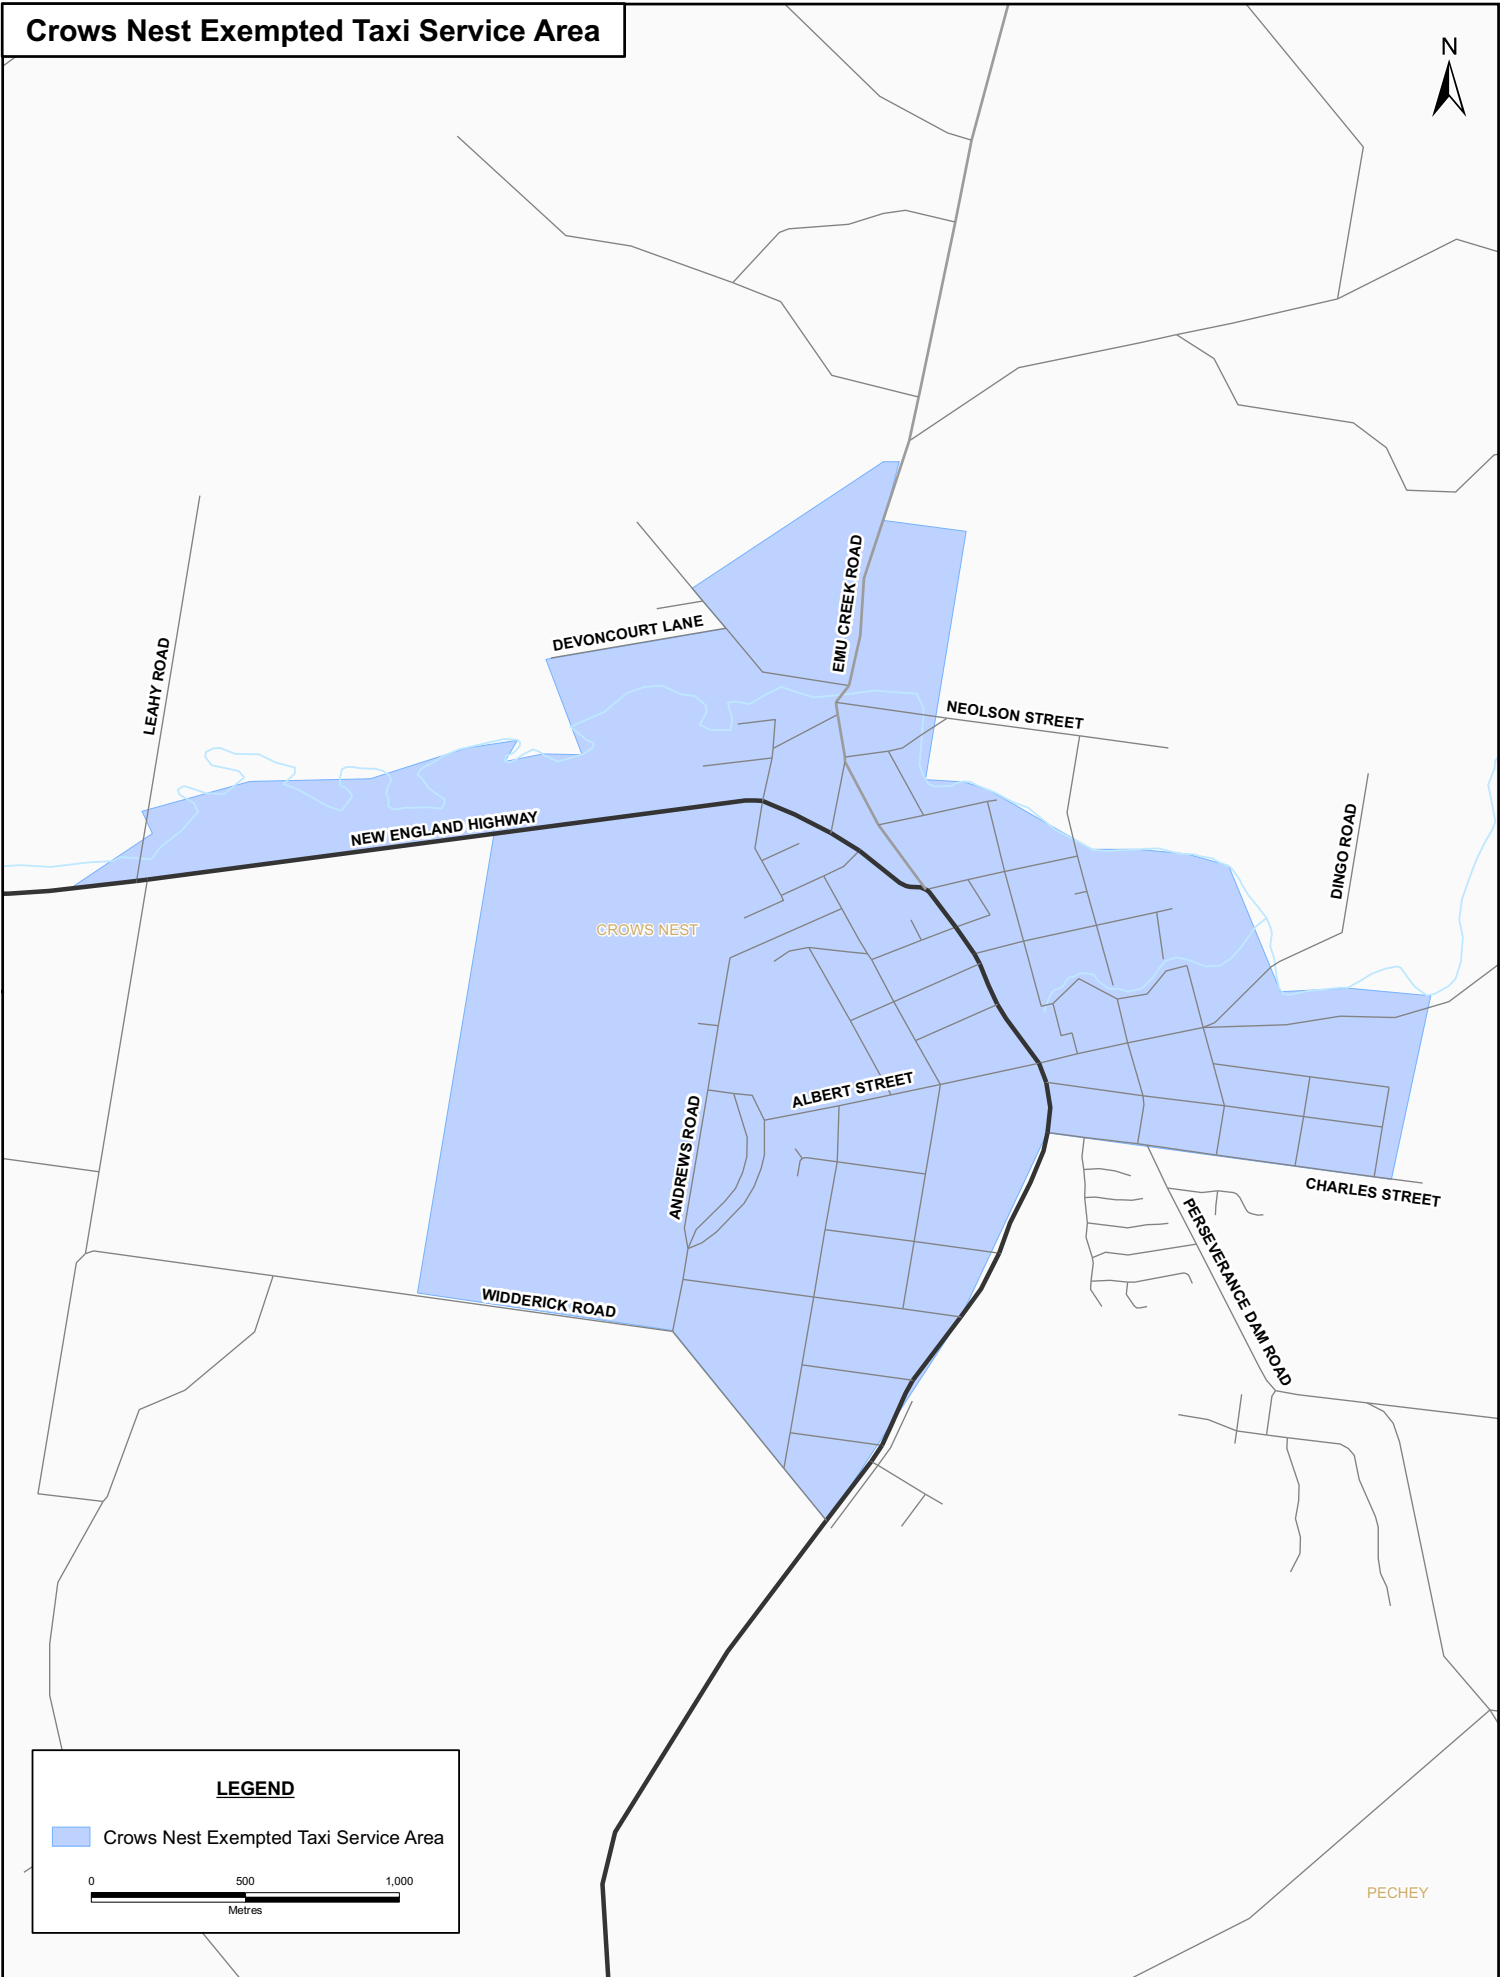 Crows Nest Exempted Taxi Service Area
N
EMU CREEK ROAD
DEVONCOURT LANE
LEAHY ROAD
NEOLSON STREET
NEW ENGLAND HIGHWAY
DINGO ROAD
CROWS NEST
ALBERT STREET
ANDREWS ROAD
CHARLES STREET
PERSEVERANCE DAM ROAD
WIDDERICK ROAD
LEGEND
Crows Nest Exempted Taxi Service Area
0 500 1,000
Metres
PECHEY